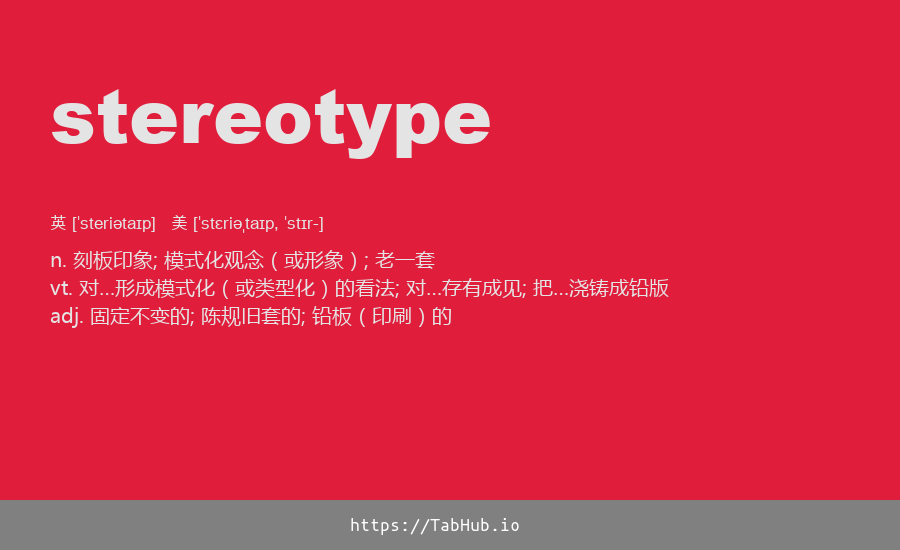 stereotype
英 ['steriətaɪp] 美 [ˈstɛriəˌtaɪp, ˈstɪr-]
n. 刻板印象; 模式化观念 ( 或形象 ) ; 老一套
vt. 对...形成模式化 ( 或类型化 ) 的看法; 对...存有成见; 把...浇铸成铅版
adj. 固定不变的; 陈规旧套的; 铅板 ( 印刷 ) 的
https://TabHub.io